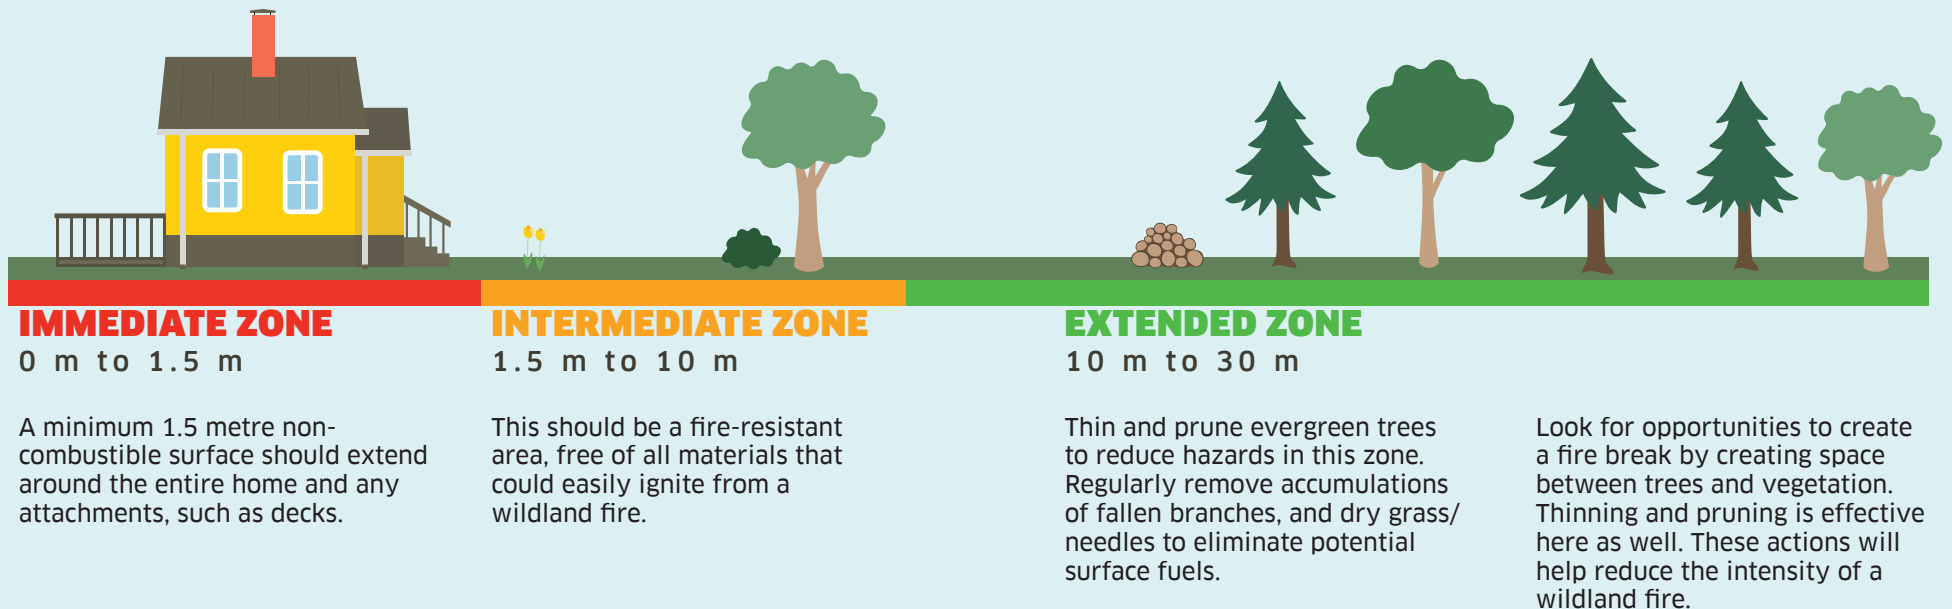 IMMEDIATE ZONE
0 m to 1.5 m
A minimum 1.5 metre non-
combustible surface should extend
around the entire home and any
attachments, such as decks.
INTERMEDIATE ZONE
1.5 m to 10 m
This should be a fire-resistant
area, free of all materials that
could easily ignite from a
wildland fire.
EXTENDED ZONE
10 m to 30 m
Thin and prune evergreen trees
to reduce hazards in this zone.
Regularly remove accumulations
of fallen branches, and dry grass/
needles to eliminate potential
surface fuels.
Look for opportunities to create
a fire break by creating space
between trees and vegetation.
Thinning and pruning is effective
here as well. These actions will
help reduce the intensity of a
wildland fire.